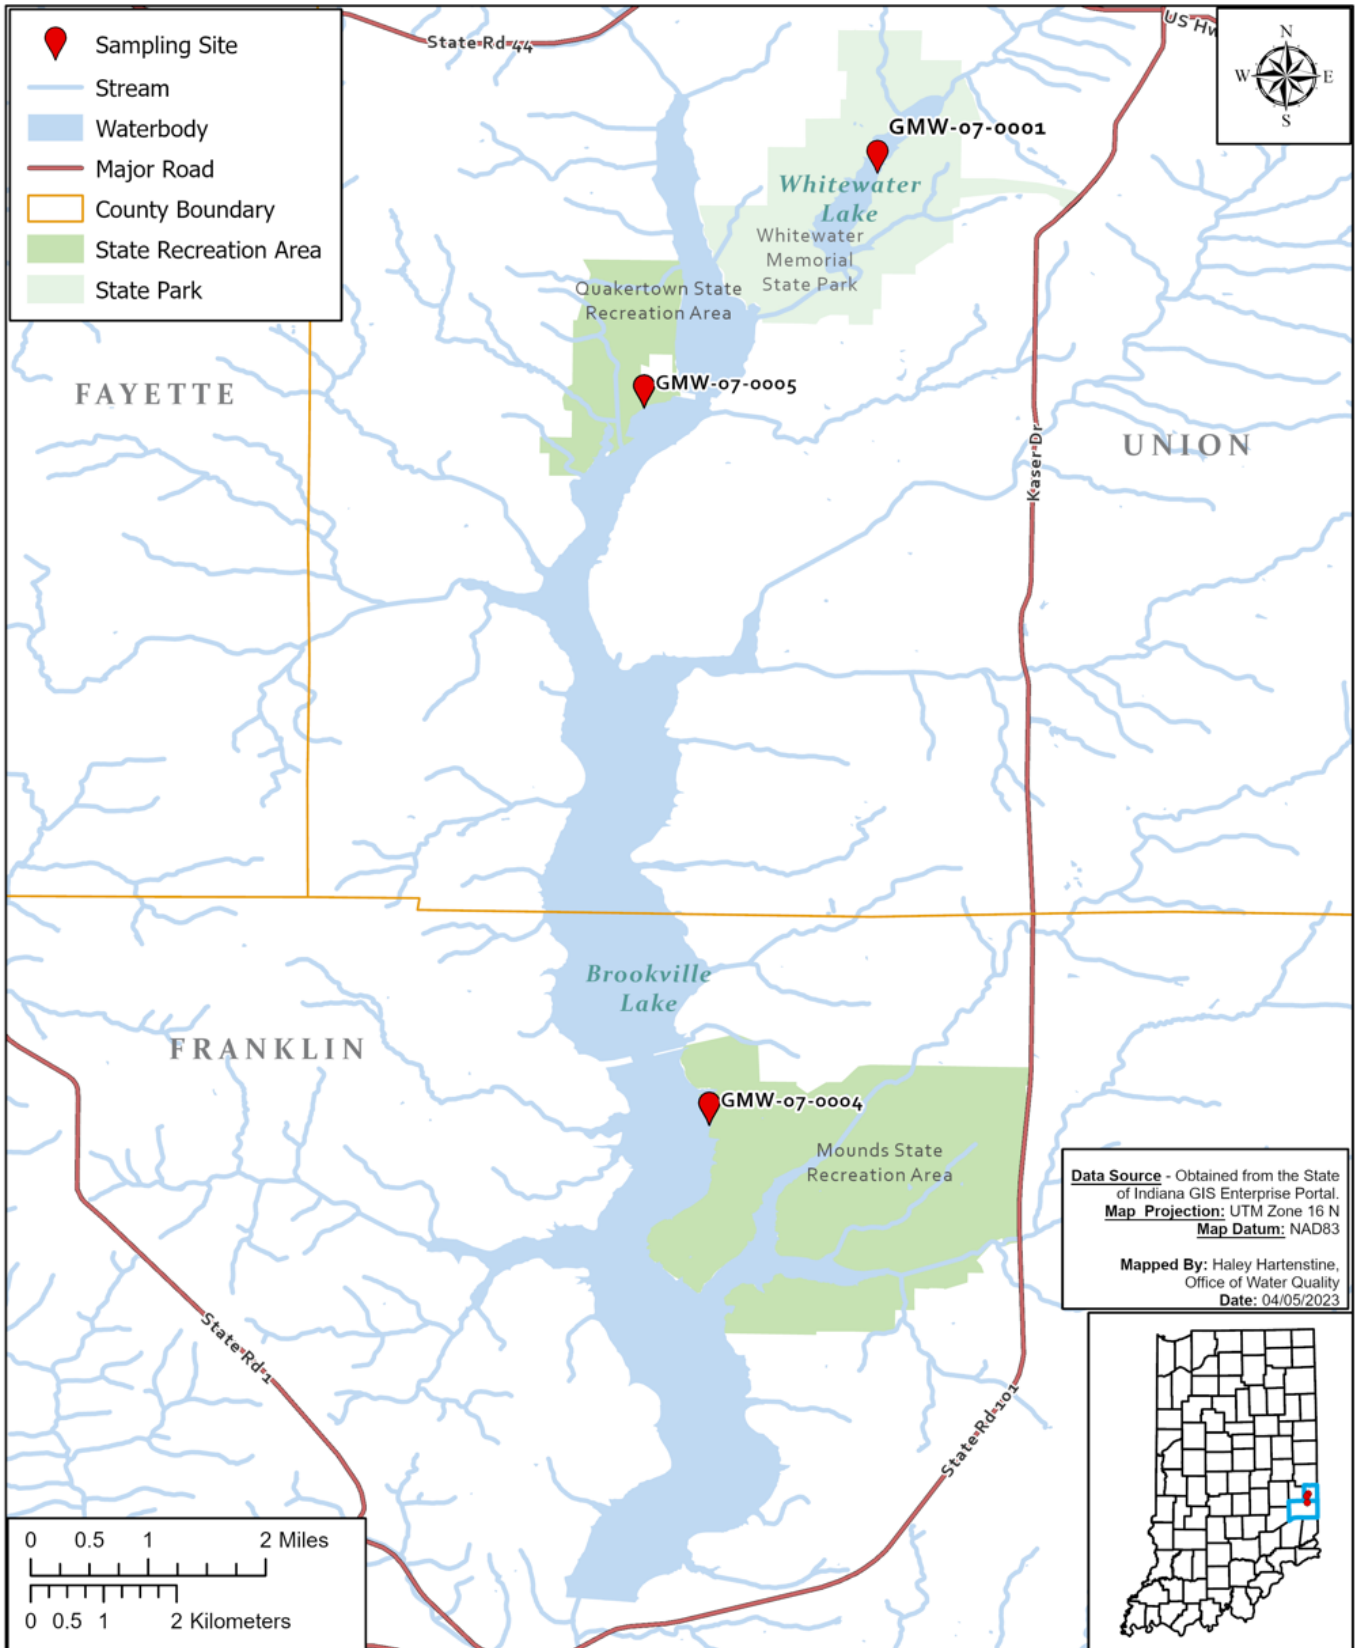 Sampling Site
Stream
Waterbody
Major Road
County Boundary
State Recreation Area
State Park
State Rd 44
US Hw
N
W E
S
GMW-07-0001
Whitewater
Lake
Whitewater
Memorial
State Park
Quakertown State
Recreation Area
GMW-07-0005
FAYETTE
UNION
Kaser Dr
Brookville
Lake
FRANKLIN
GMW-07-0004
Mounds State
Recreation Area
State Rd 1
State Rd 101
Data Source - Obtained from the State
of Indiana GIS Enterprise Portal.
Map Projection: UTM Zone 16 N
Map Datum: NAD83
Mapped By: Haley Hartenstine,
Office of Water Quality
Date: 04/05/2023
0 0.5 1 2 Miles
0 0.5 1 2 Kilometers